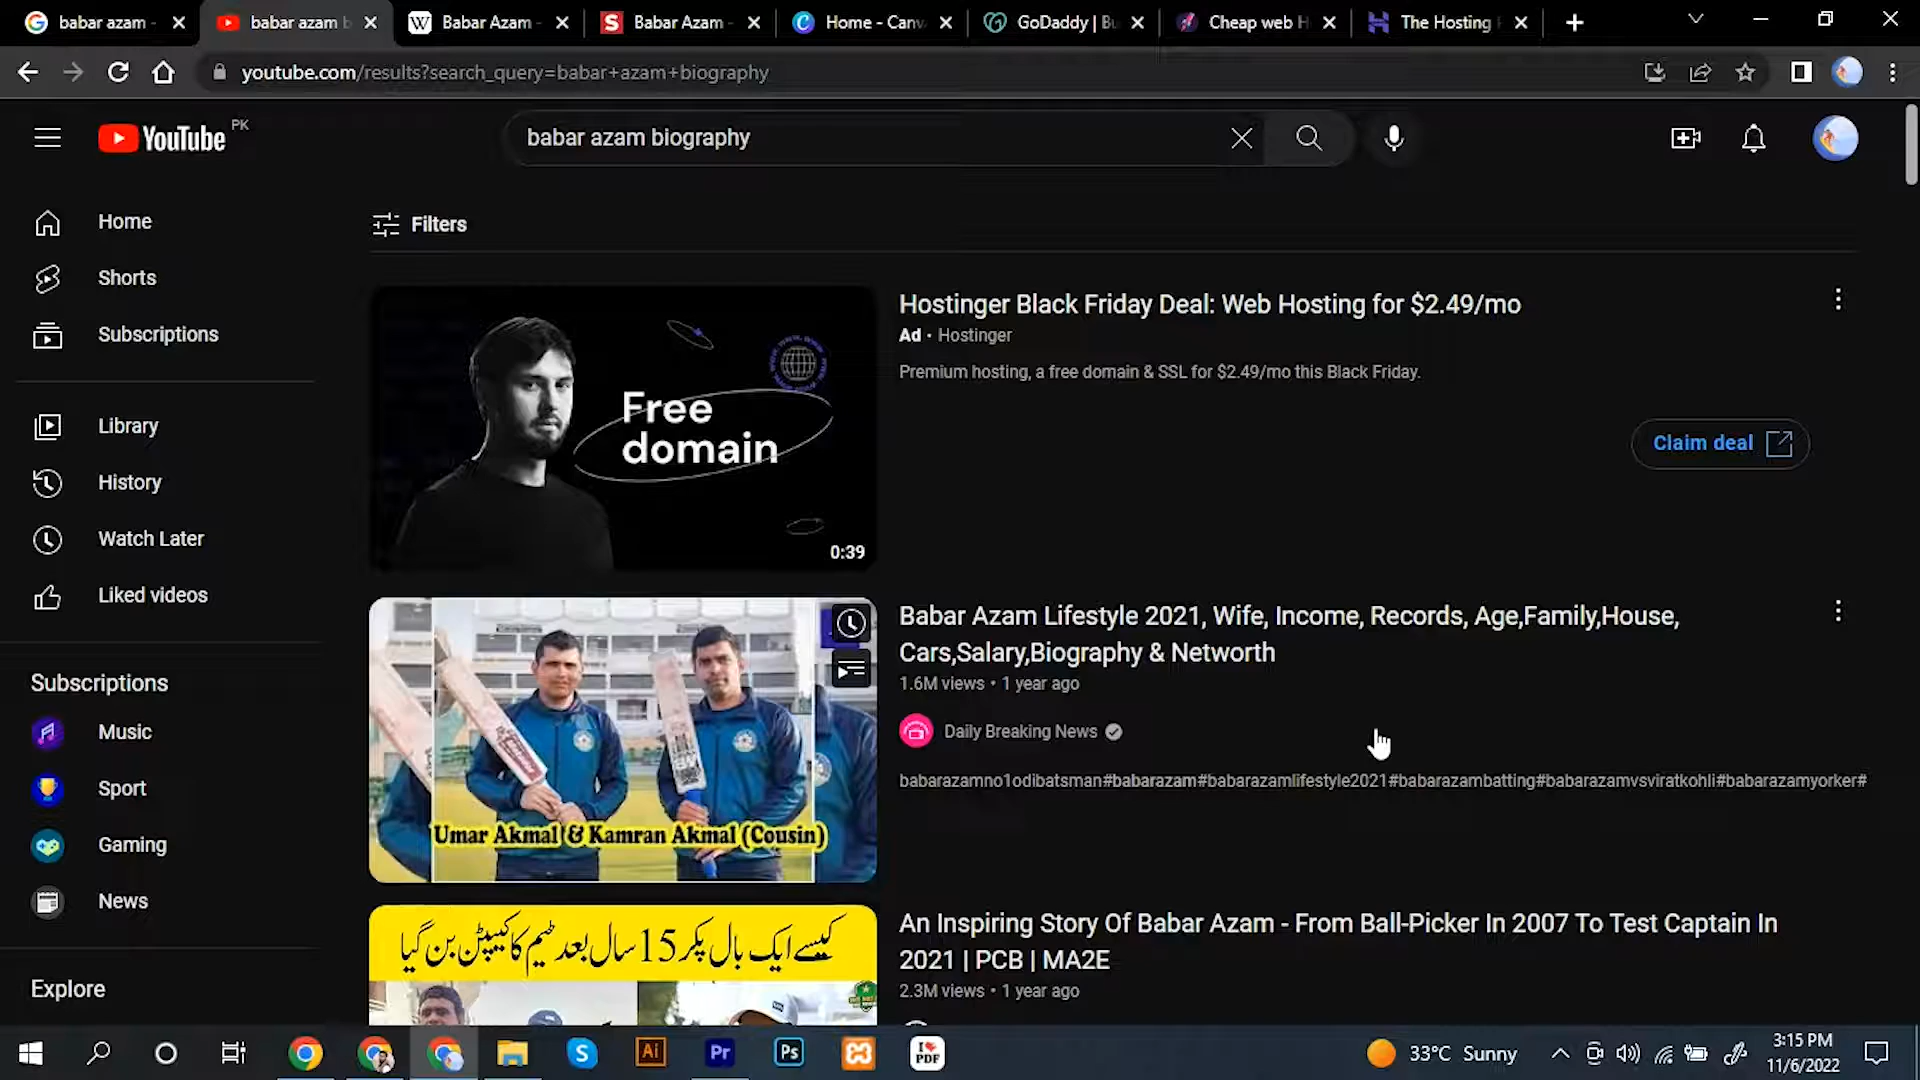 babar azam -
babar azam b
Babar Azam -
Babar Azam -
Home - Canv
GoDaddy | Bu
Cheap web H
The Hosting
youtube.com/results?search_query=babar+azam+biography
YouTube PK
babar azam biography
Home
Shorts
Subscriptions
Library
History
Watch Later
Liked videos
Subscriptions
Music
Sport
Gaming
News
Explore
Filters
Free
domain
0:39
Hostinger Black Friday Deal: Web Hosting for $2.49/mo
Ad • Hostinger
Premium hosting, a free domain & SSL for $2.49/mo this Black Friday.
Claim deal
Umar Akmal & Kamran Akmal (Cousin)
Babar Azam Lifestyle 2021, Wife, Income, Records, Age,Family,House,
Cars,Salary,Biography & Networth
1.6M views • 1 year ago
Daily Breaking News
babarazamno1odibatsman#babarazam#babarazamlifestyle2021#babarazambatting#babarazamvsviratkohli#babarazamyorker#
کیسے ایک بال پکر 15 سال بعد ٹیم کا کیپٹن بن گیا
An Inspiring Story Of Babar Azam - From Ball-Picker In 2007 To Test Captain In
2021 | PCB | MA2E
2.3M views • 1 year ago
Ai
Pr
Ps
I
PDF
33°C Sunny
3:15 PM
11/6/2022